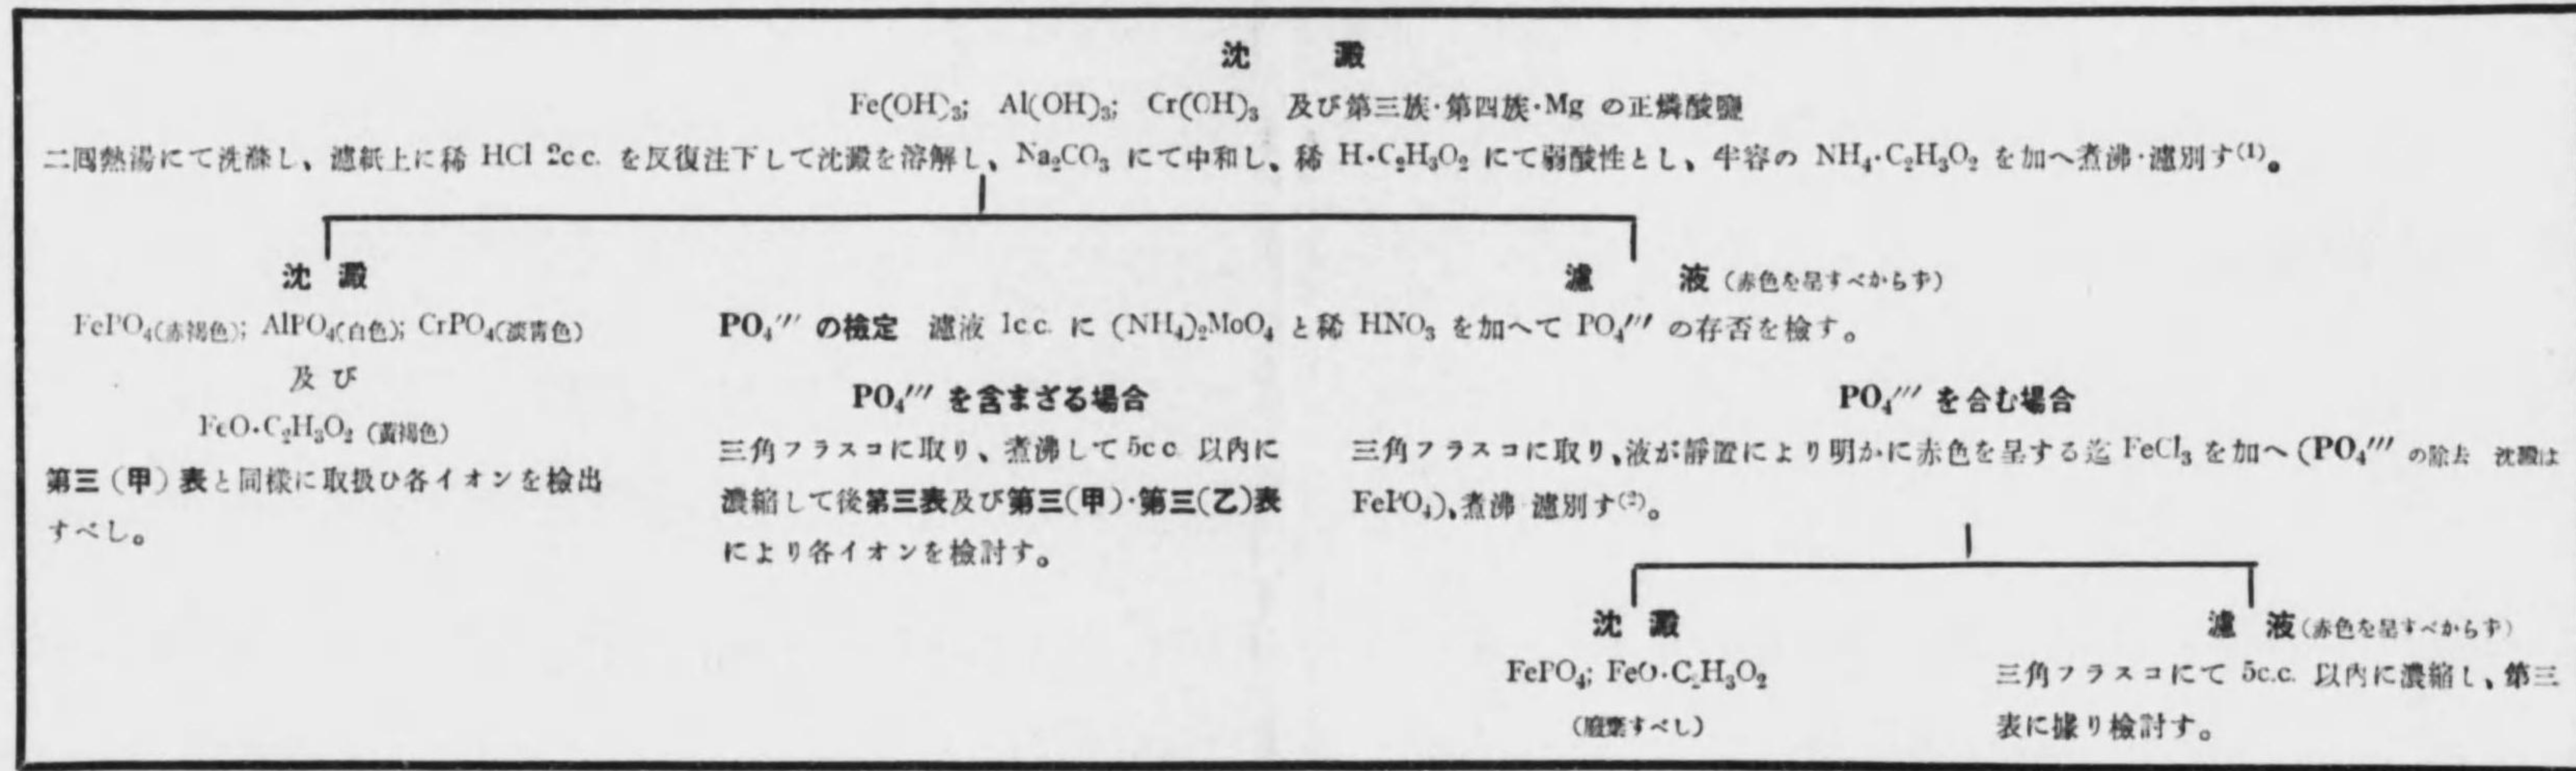 沈澱
Fe(OH)₃; Al(OH)₃; Cr(OH)₃ 及び第三族·第四族·Mg の正燐酸鹽
二囘熱湯にて洗滌し、濾紙上に稀 HCl 2c.c. を反復注下して沈澱を溶解し、Na₂CO₃ にて中和し、稀 H·C₂H₃O₂ にて弱酸性とし、半容の NH₄·C₂H₃O₂ を加へ煮沸·濾別す⁽¹⁾。
沈澱
FePO₄(赤褐色); AlPO₄(白色); CrPO₄(淡靑色)
及び
FeO·C₂H₃O₂ (黃褐色)
第三(甲)表と同樣に取扱ひ各イオンを檢出
すべし。
濾液(赤色を呈すべからず)
PO₄′′′ の檢定 濾液 1c.c. に (NH₄)₂MoO₄ と稀 HNO₃ を加へて PO₄′′′ の存否を檢す。
PO₄′′′ を含まざる場合
三角フラスコに取り、煮沸して 5c.c. 以内に
濃縮して後第三表及び第三(甲)·第三(乙)表
により各イオンを檢討す。
PO₄′′′ を含む場合
三角フラスコに取り、液が靜置により明かに赤色を呈する迄 FeCl₃ を加へ (PO₄′′′ の除去 沈澱は
FePO₄)、煮沸·濾別す⁽²⁾。
沈澱
FePO₄; FeO·C₂H₃O₂
(廢棄すべし)
濾液(赤色を呈すべからず)
三角フラスコにて 5c.c. 以内に濃縮し、第三
表に據り檢討す。